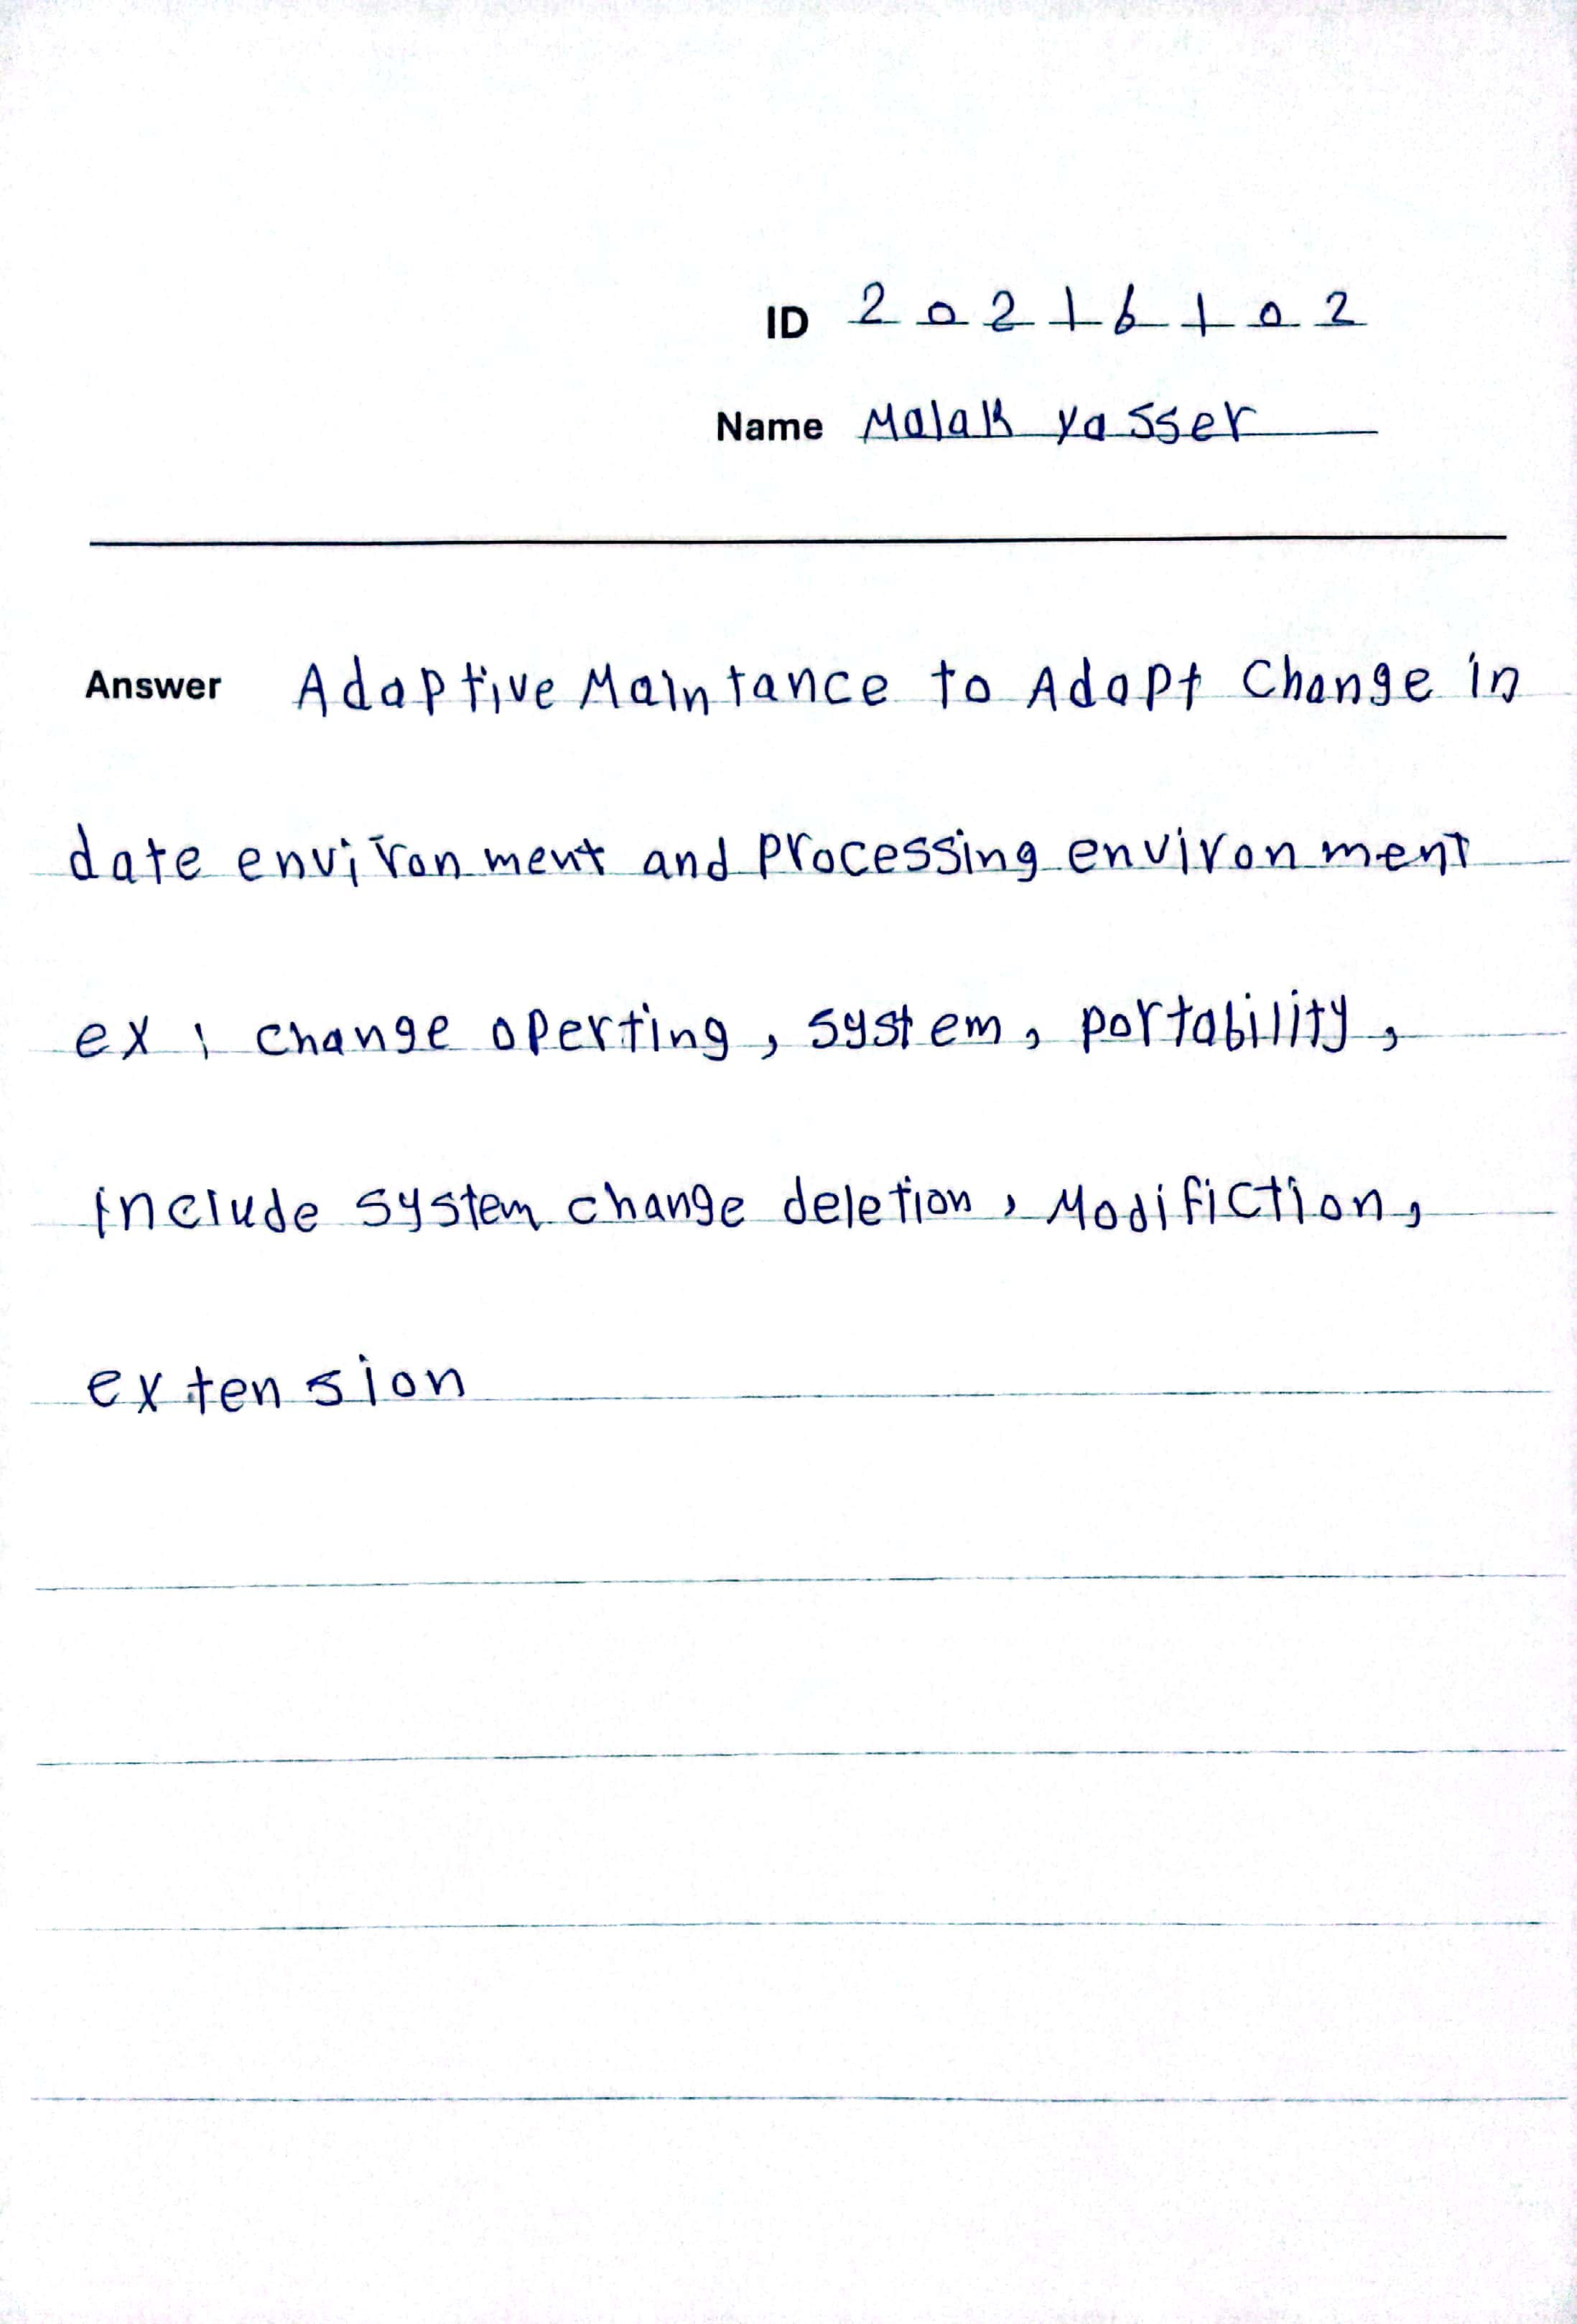 ID 20216102
Name Malak Yasser
Answer Adaptive Maintance to Adapt Change in
date environment and processing environment
ex : change operting, system, portability,
include system change deletion, Modifiction,
extension